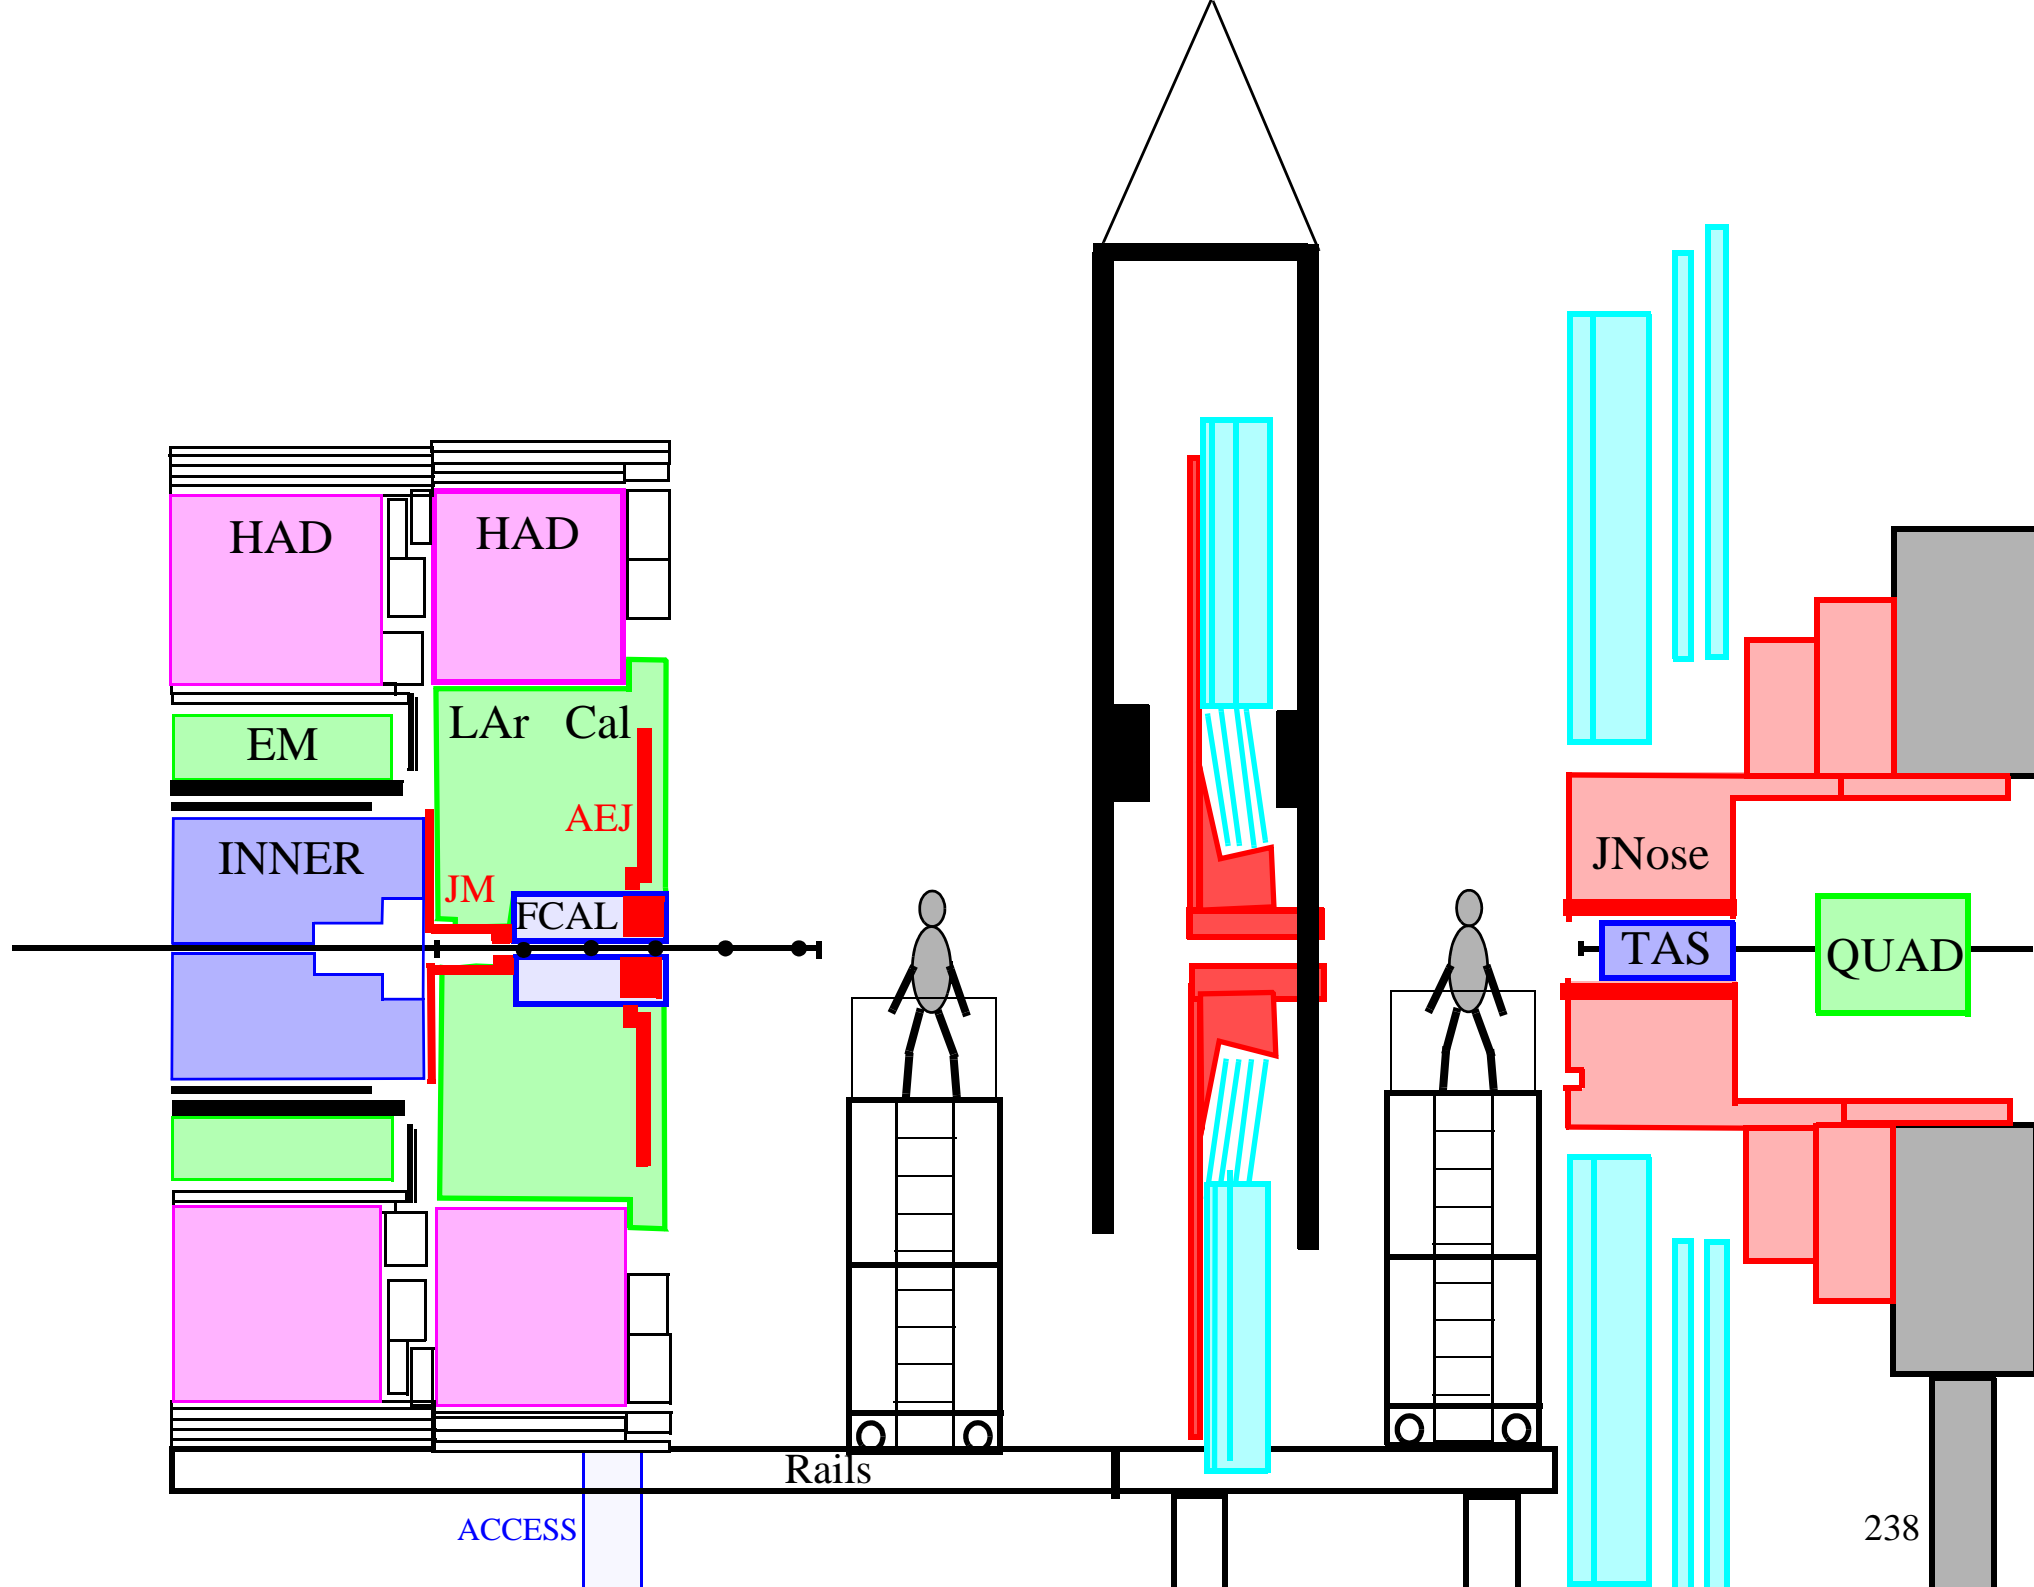 HAD
HAD
LAr Cal
EM
AEJ
INNER
JM
FCAL
JNose
TAS
QUAD
Rails
ACCESS
238